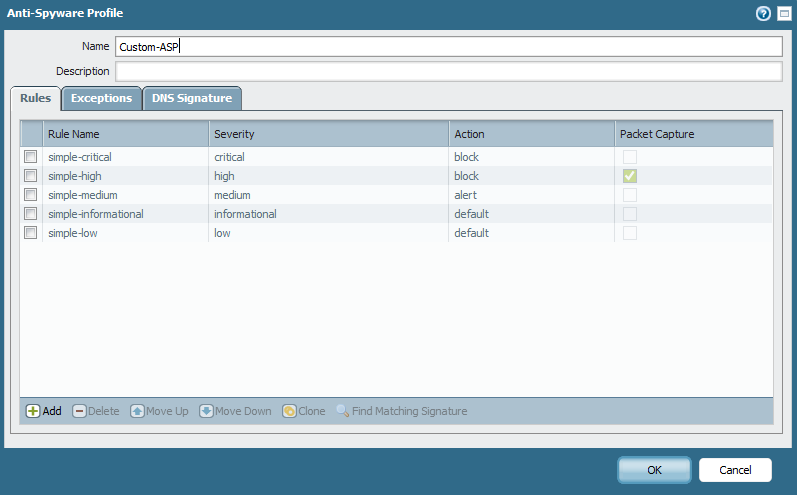 Anti-Spyware Profile
Name Custom-ASP
Description
Rules Exceptions DNS Signature
Rule Name Severity Action Packet Capture
simple-critical critical block
simple-high high block
simple-medium medium alert
simple-informational informational default
simple-low low default
Add Delete Move Up Move Down Clone Find Matching Signature
OK Cancel